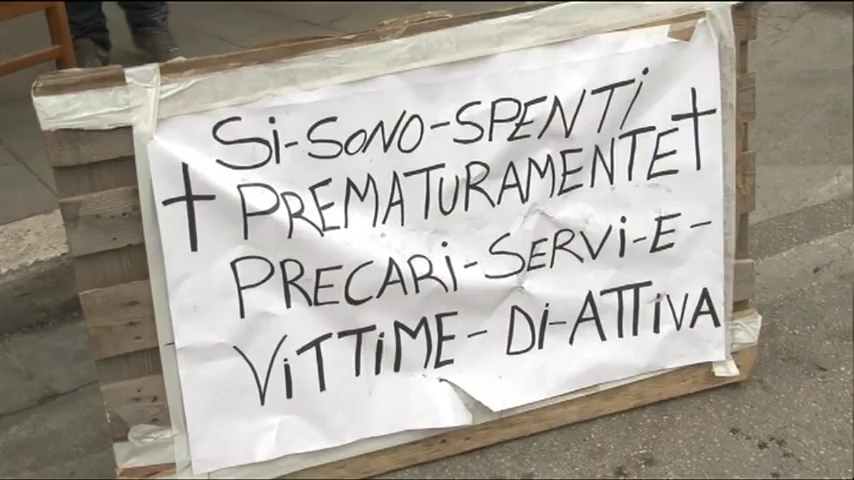 Si-SONO-SPENTi
†PREMATURAMENTE†
PRECARi-SERVi-E-
ViTTiME-Di-ATTiVA